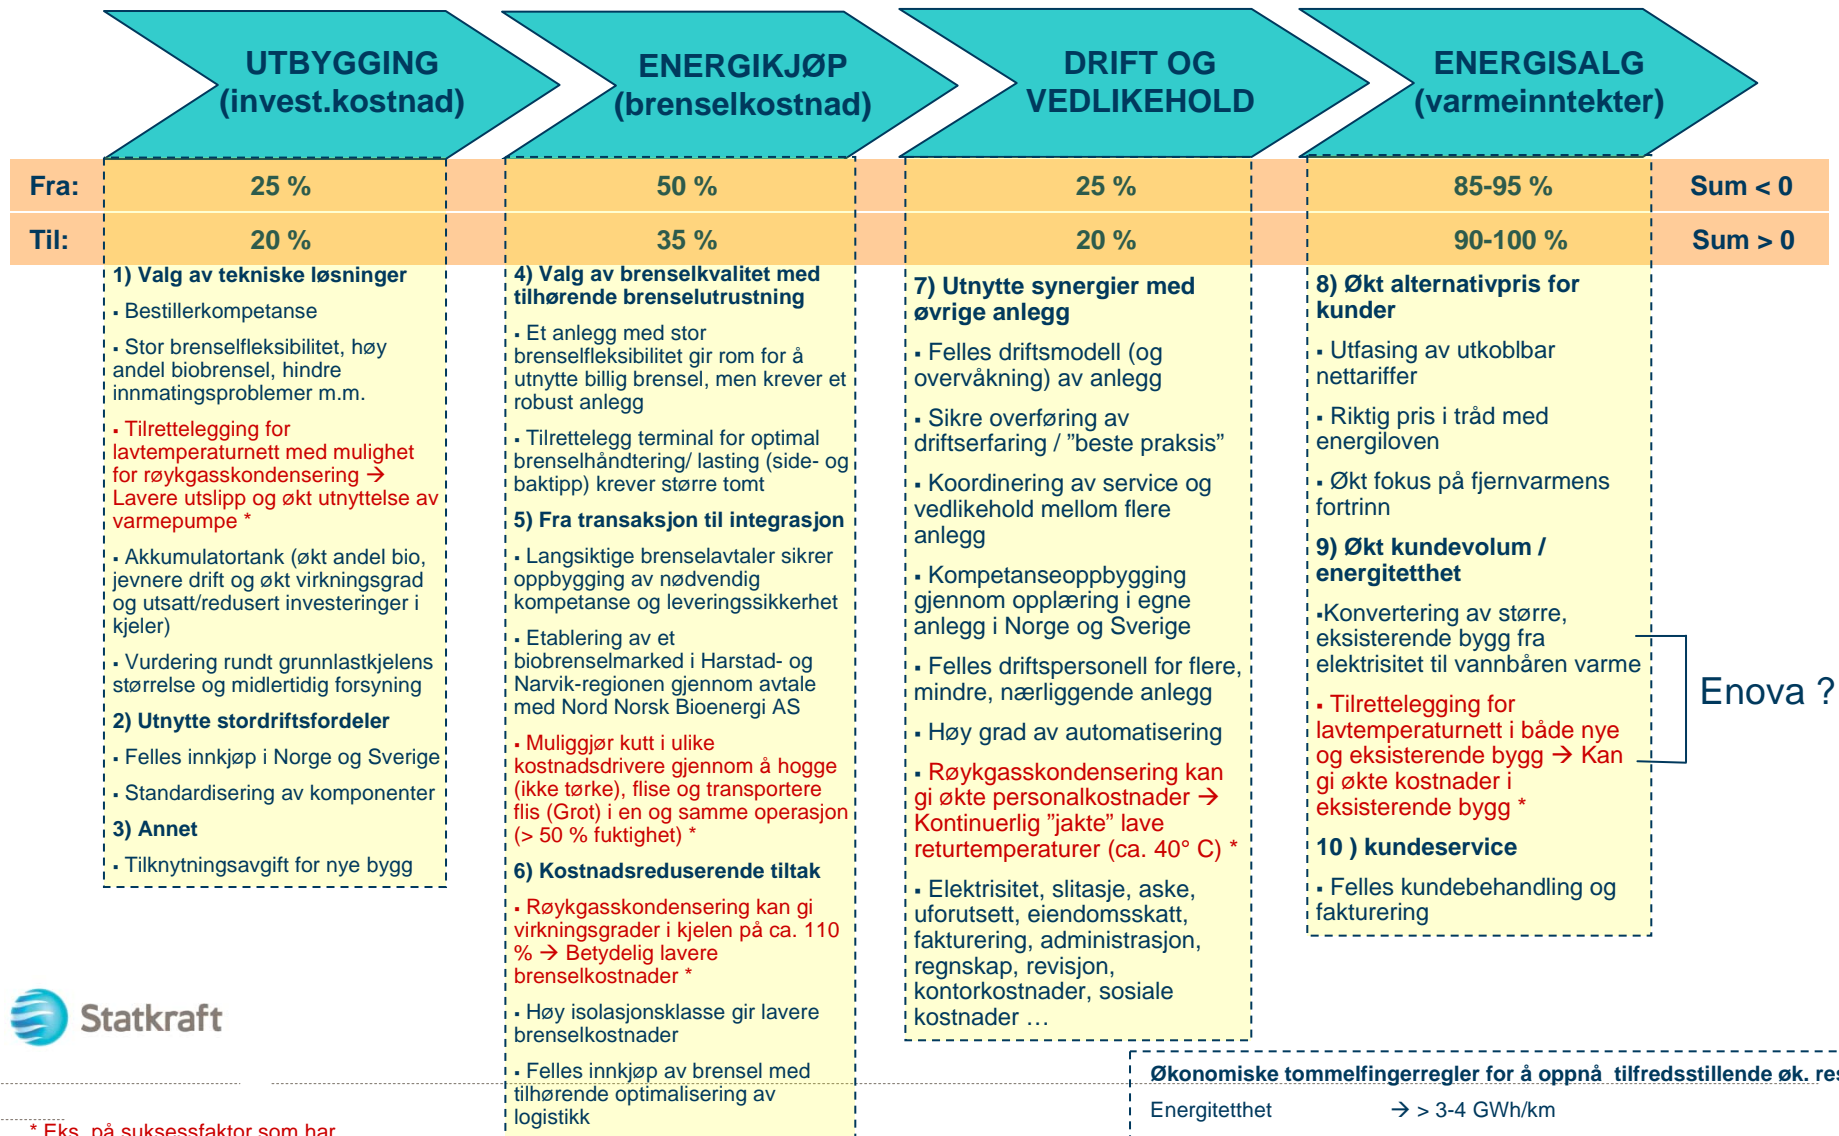 UTBYGGING
(invest.kostnad)
ENERGIKJØP
(brenselkostnad)
DRIFT OG
VEDLIKEHOLD
ENERGISALG
(varmeinntekter)
Fra: 25 % 50 % 25 % 85-95 % Sum < 0
Til: 20 % 35 % 20 % 90-100 % Sum > 0
1) Valg av tekniske løsninger
▪ Bestillerkompetanse
▪ Stor brenselfleksibilitet, høy
andel biobrensel, hindre
innmatingsproblemer m.m.
▪ Tilrettelegging for
lavtemperaturnett med mulighet
for røykgasskondensering →
Lavere utslipp og økt utnyttelse av
varmepumpe *
▪ Akkumulatortank (økt andel bio,
jevnere drift og økt virkningsgrad
og utsatt/redusert investeringer i
kjeler)
▪ Vurdering rundt grunnlastkjelens
størrelse og midlertidig forsyning
2) Utnytte stordriftsfordeler
▪ Felles innkjøp i Norge og Sverige
▪ Standardisering av komponenter
3) Annet
▪ Tilknytningsavgift for nye bygg
4) Valg av brenselkvalitet med
tilhørende brenselutrustning
▪ Et anlegg med stor
brenselfleksibilitet gir rom for å
utnytte billig brensel, men krever et
robust anlegg
▪ Tilrettelegg terminal for optimal
brenselhåndtering/ lasting (side- og
baktipp) krever større tomt
5) Fra transaksjon til integrasjon
▪ Langsiktige brenselavtaler sikrer
oppbygging av nødvendig
kompetanse og leveringssikkerhet
▪ Etablering av et
biobrenselmarked i Harstad- og
Narvik-regionen gjennom avtale
med Nord Norsk Bioenergi AS
▪ Muliggjør kutt i ulike
kostnadsdrivere gjennom å hogge
(ikke tørke), flise og transportere
flis (Grot) i en og samme operasjon
(> 50 % fuktighet) *
6) Kostnadsreduserende tiltak
▪ Røykgasskondensering kan gi
virkningsgrader i kjelen på ca. 110
% → Betydelig lavere
brenselkostnader *
▪ Høy isolasjonsklasse gir lavere
brenselkostnader
▪ Felles innkjøp av brensel med
tilhørende optimalisering av
logistikk
7) Utnytte synergier med
øvrige anlegg
▪ Felles driftsmodell (og
overvåkning) av anlegg
▪ Sikre overføring av
driftserfaring / ”beste praksis”
▪ Koordinering av service og
vedlikehold mellom flere
anlegg
▪ Kompetanseoppbygging
gjennom opplæring i egne
anlegg i Norge og Sverige
▪ Felles driftspersonell for flere,
mindre, nærliggende anlegg
▪ Høy grad av automatisering
▪ Røykgasskondensering kan
gi økte personalkostnader →
Kontinuerlig ”jakte” lave
returtemperaturer (ca. 40° C) *
▪ Elektrisitet, slitasje, aske,
uforutsett, eiendomsskatt,
fakturering, administrasjon,
regnskap, revisjon,
kontorkostnader, sosiale
kostnader …
8) Økt alternativpris for
kunder
▪ Utfasing av utkoblbar
nettariffer
▪ Riktig pris i tråd med
energiloven
▪ Økt fokus på fjernvarmens
fortrinn
9) Økt kundevolum /
energitetthet
▪Konvertering av større,
eksisterende bygg fra
elektrisitet til vannbåren varme
▪ Tilrettelegging for
lavtemperaturnett i både nye
og eksisterende bygg → Kan
gi økte kostnader i
eksisterende bygg *
10 ) kundeservice
▪ Felles kundebehandling og
fakturering
Enova ?
Statkraft
* Eks. på suksessfaktor som har
Økonomiske tommelfingerregler for å oppnå tilfredsstillende øk. res
Energitetthet → > 3-4 GWh/km